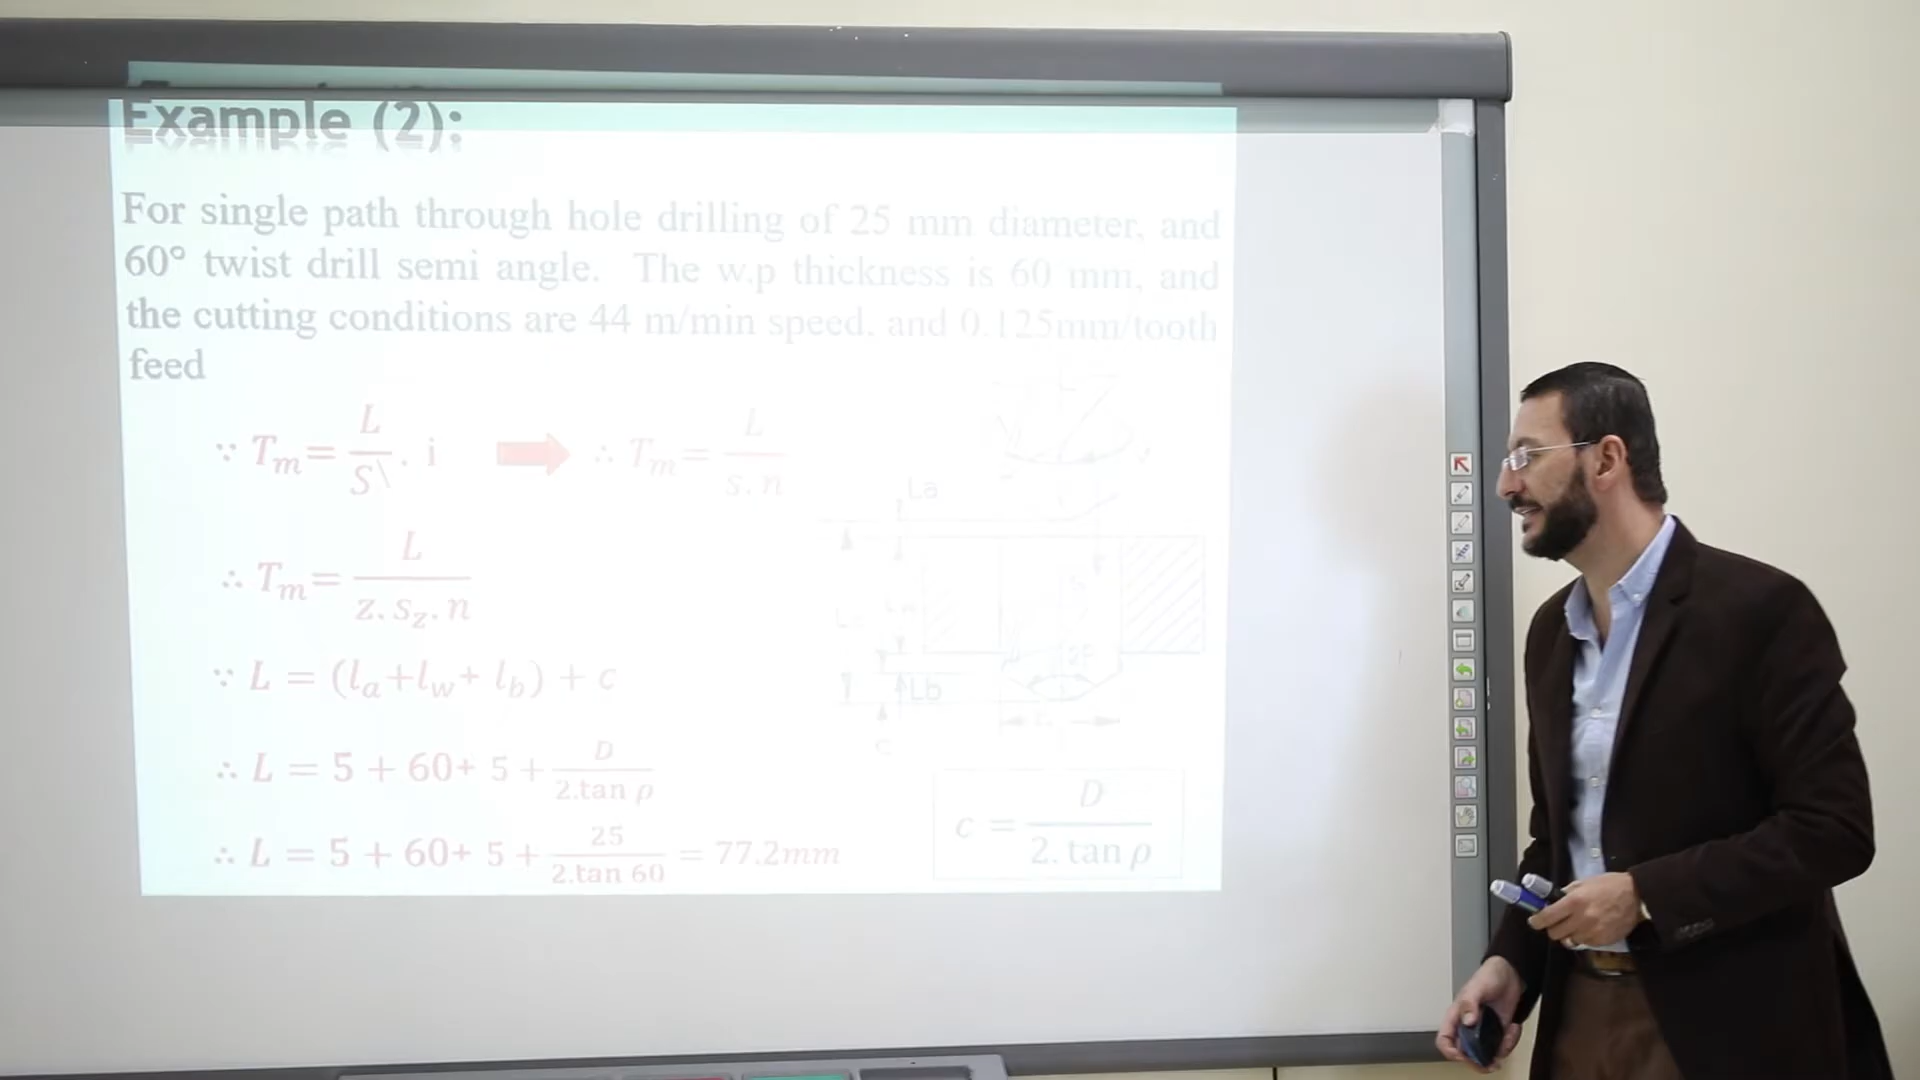 Example (2):
For single path through hole drilling of 25 mm diameter, and
60° twist drill semi angle. The w.p thickness is 60 mm, and
the cutting conditions are 44 m/min speed, and 0.125mm/tooth
feed
∵ Tₘ= L/S\ . i ∴ Tₘ= L/s.n
La
∴ Tₘ= L/z.s_z.n
∵ L = (lₐ+l_w+ l_b) + c
Lb
∴ L = 5 + 60+ 5 + D/2.tan ρ
c = D/2. tan ρ
∴ L = 5 + 60+ 5 + 25/2.tan 60 = 77.2mm